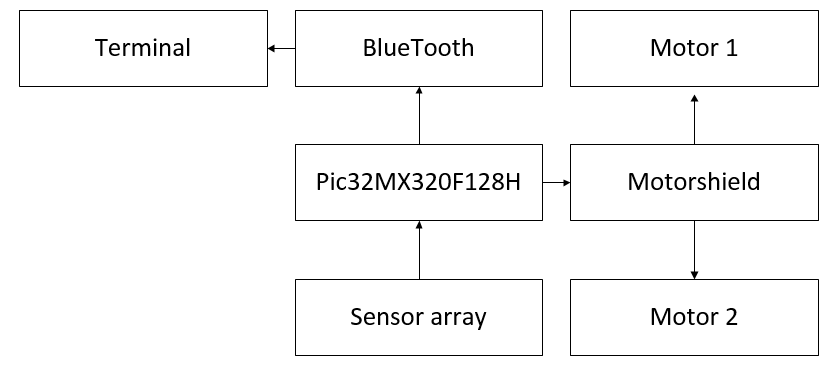 Terminal
BlueTooth
Motor 1
Pic32MX320F128H
Motorshield
Sensor array
Motor 2